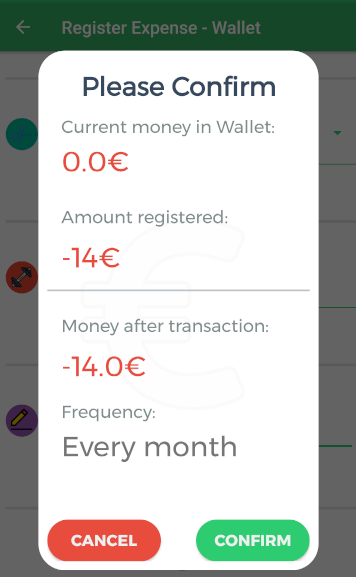 Register Expense - Wallet
Please Confirm
Current money in Wallet:
0.0€
Amount registered:
-14€
Money after transaction:
-14.0€
Frequency:
Every month
CANCEL
CONFIRM